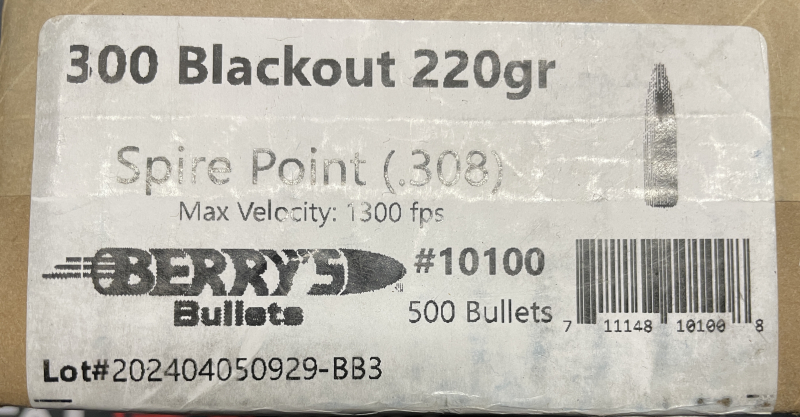 300 Blackout 220gr
Spire Point (.308)
Max Velocity: 1300 fps
BERRY'S
Bullets
#10100
500 Bullets
7 11148 10100 8
Lot#202404050929-BB3